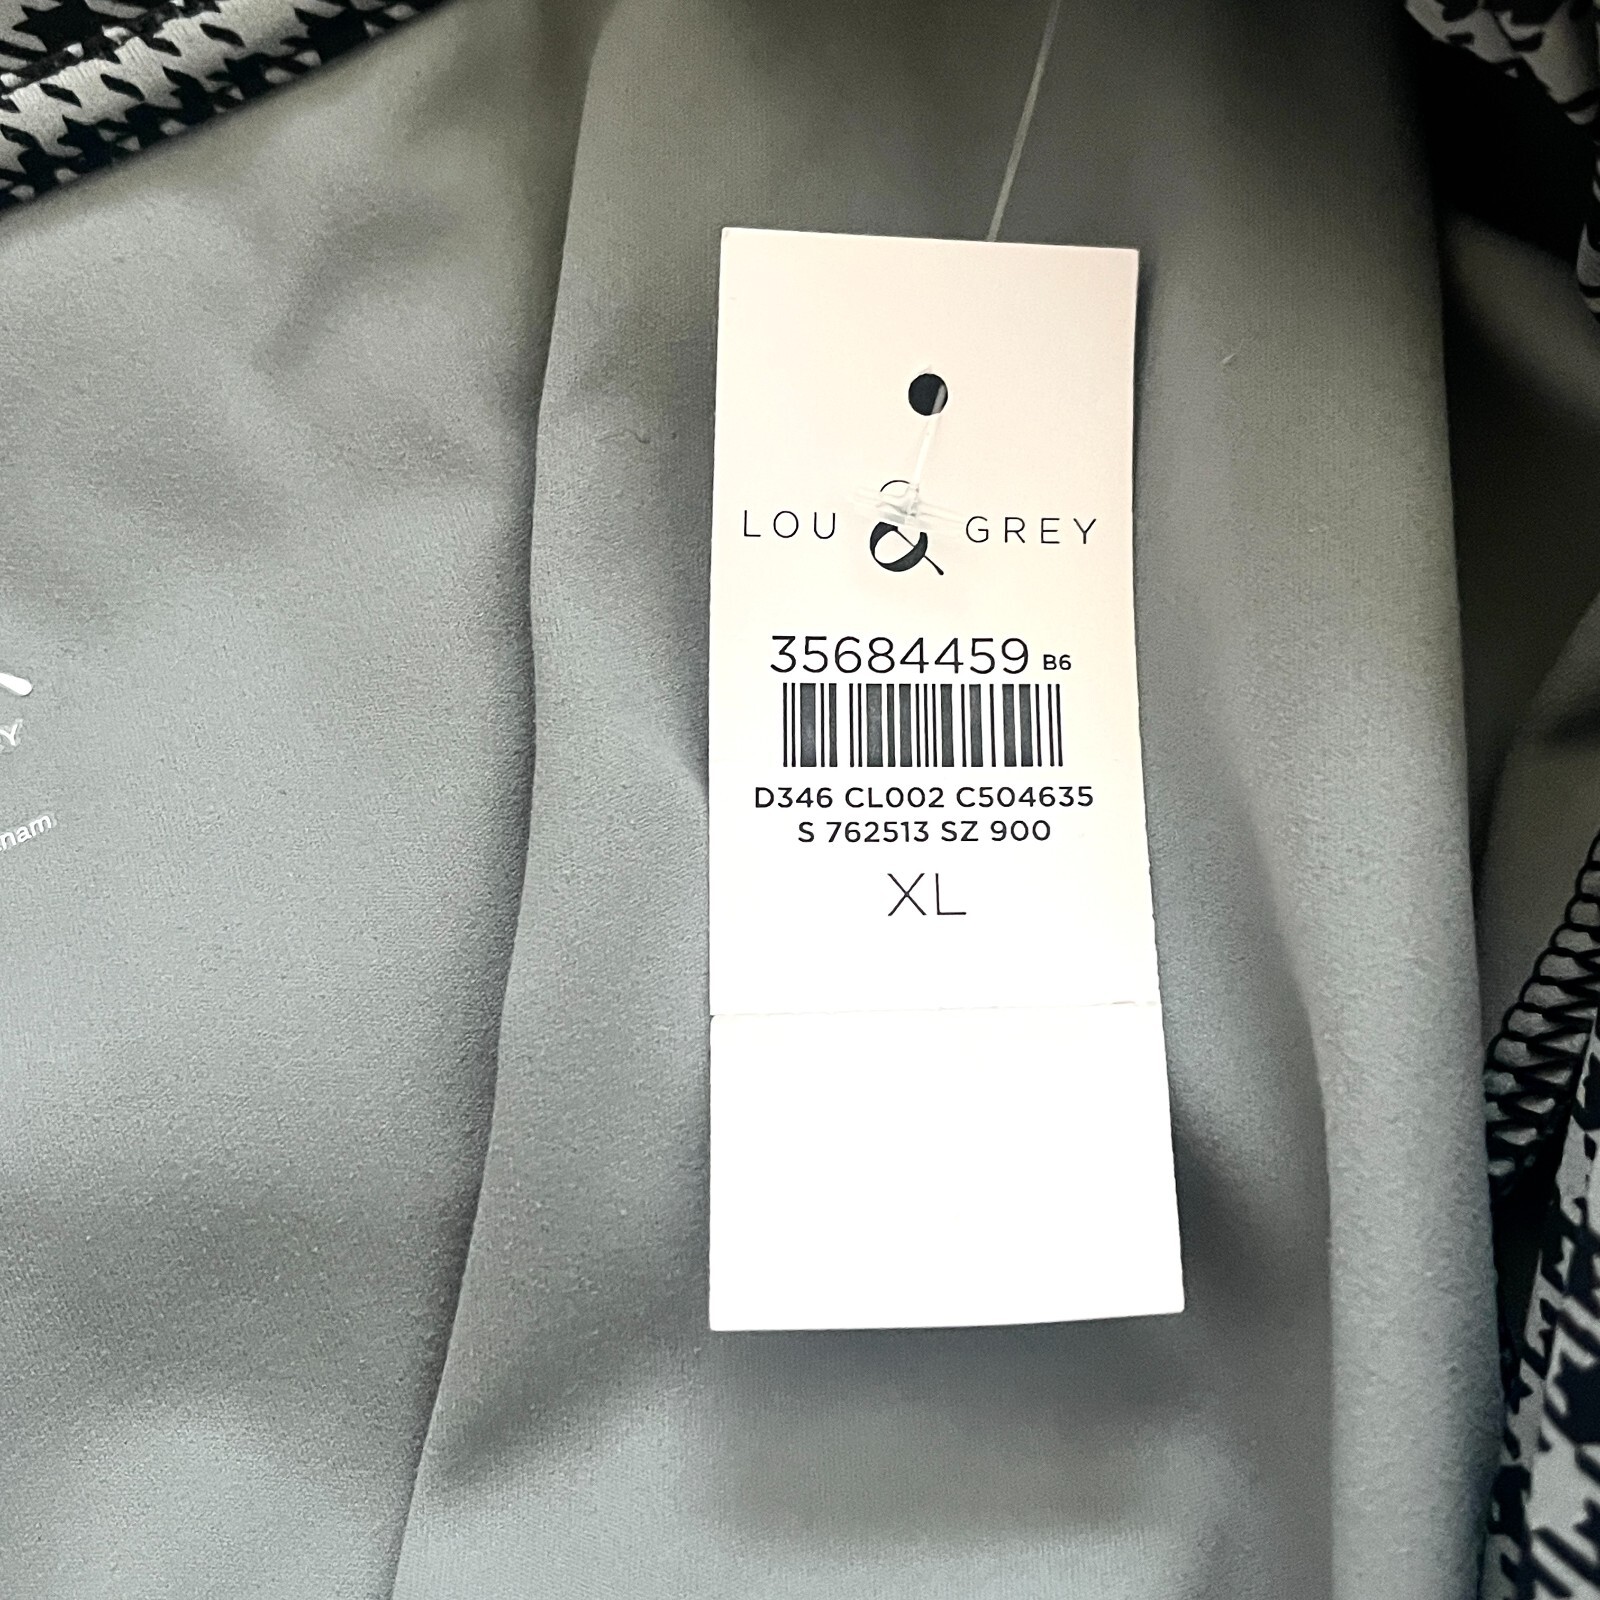 LOU & GREY
35684459 B6
D346 CL002 C504635
S 762513 SZ 900
XL